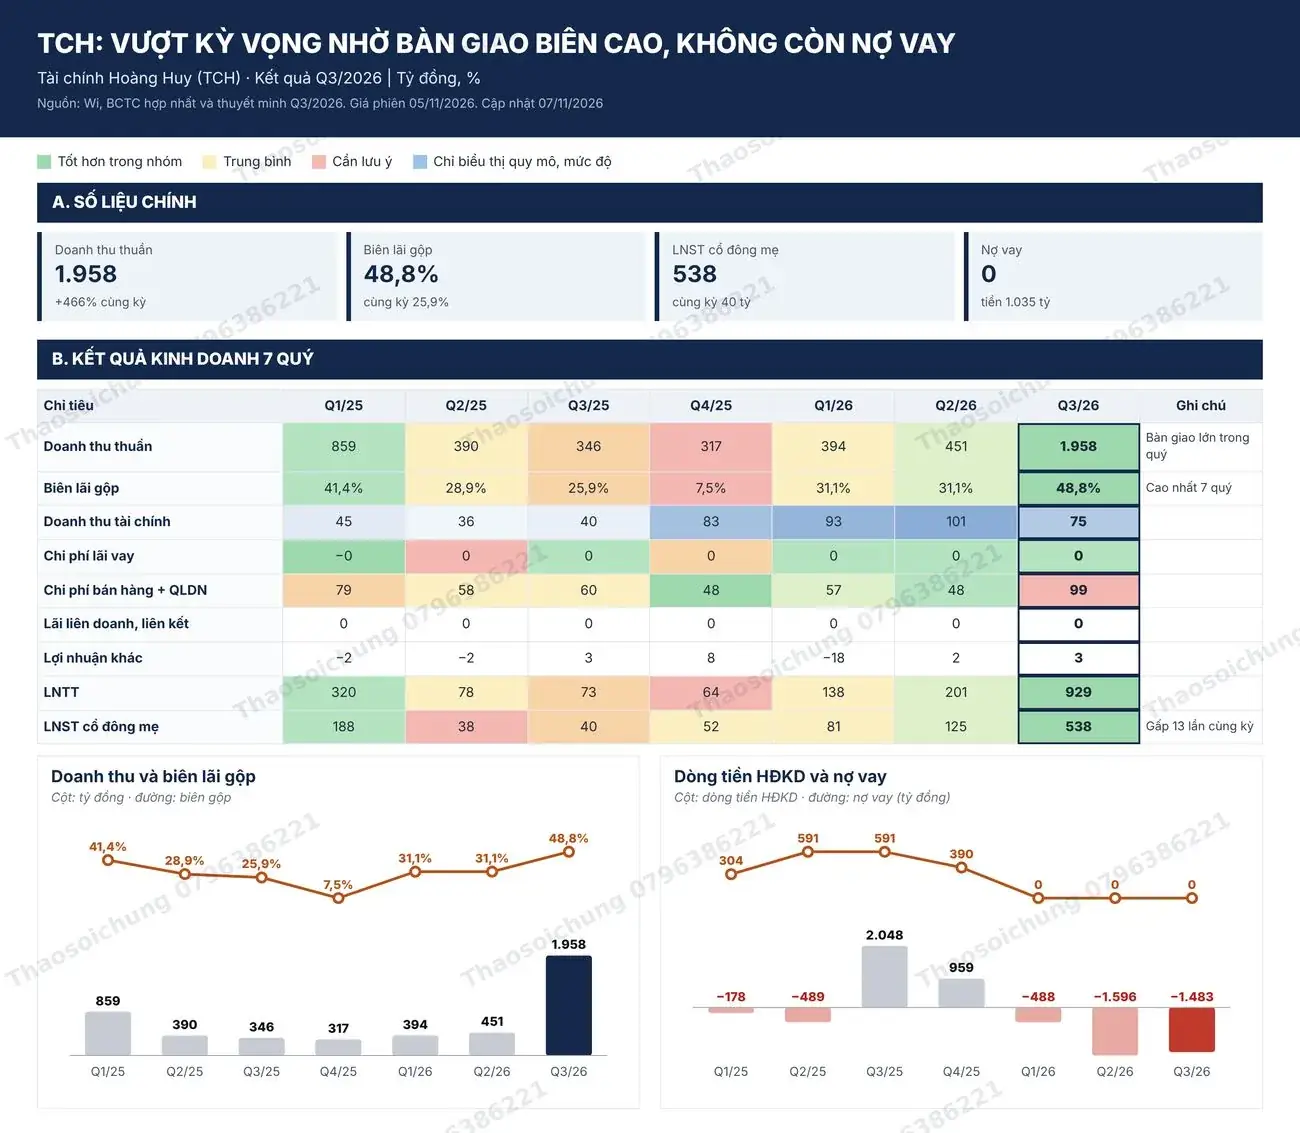 TCH: VƯỢT KỲ VỌNG NHỜ BÀN GIAO BIÊN CAO, KHÔNG CÒN NỢ VAY
Tài chính Hoàng Huy (TCH) · Kết quả Q3/2026 | Tỷ đồng, %
Nguồn: Wi, BCTC hợp nhất và thuyết minh Q3/2026. Giá phiên 05/11/2026. Cập nhật 07/11/2026
Tốt hơn trong nhóm Trung bình Cần lưu ý Chỉ biểu thị quy mô, mức độ
A. SỐ LIỆU CHÍNH
Doanh thu thuần Biên lãi gộp LNST cổ đông mẹ Nợ vay
1.958 48,8% 538 0
+466% cùng kỳ cùng kỳ 25,9% cùng kỳ 40 tỷ tiền 1.035 tỷ
B. KẾT QUẢ KINH DOANH 7 QUÝ
Chỉ tiêu Q1/25 Q2/25 Q3/25 Q4/25 Q1/26 Q2/26 Q3/26 Ghi chú
Doanh thu thuần 859 390 346 317 394 451 1.958 Bàn giao lớn trong
quý
Biên lãi gộp 41,4% 28,9% 25,9% 7,5% 31,1% 31,1% 48,8% Cao nhất 7 quý
Doanh thu tài chính 45 36 40 83 93 101 75
Chi phí lãi vay −0 0 0 0 0 0 0
Chi phí bán hàng + QLDN 79 58 60 48 57 48 99
Lãi liên doanh, liên kết 0 0 0 0 0 0 0
Lợi nhuận khác −2 −2 3 8 −18 2 3
LNTT 320 78 73 64 138 201 929
LNST cổ đông mẹ 188 38 40 52 81 125 538 Gấp 13 lần cùng kỳ
Doanh thu và biên lãi gộp
Cột: tỷ đồng · đường: biên gộp
41,4% 28,9% 25,9% 7,5% 31,1% 31,1% 48,8%
859 390 346 317 394 451 1.958
Q1/25 Q2/25 Q3/25 Q4/25 Q1/26 Q2/26 Q3/26
Dòng tiền HĐKD và nợ vay
Cột: dòng tiền HĐKD · đường: nợ vay (tỷ đồng)
304 591 591 390 0 0 0
−178 −489 2.048 959 −488 −1.596 −1.483
Q1/25 Q2/25 Q3/25 Q4/25 Q1/26 Q2/26 Q3/26
Thaosoichung 0796386221